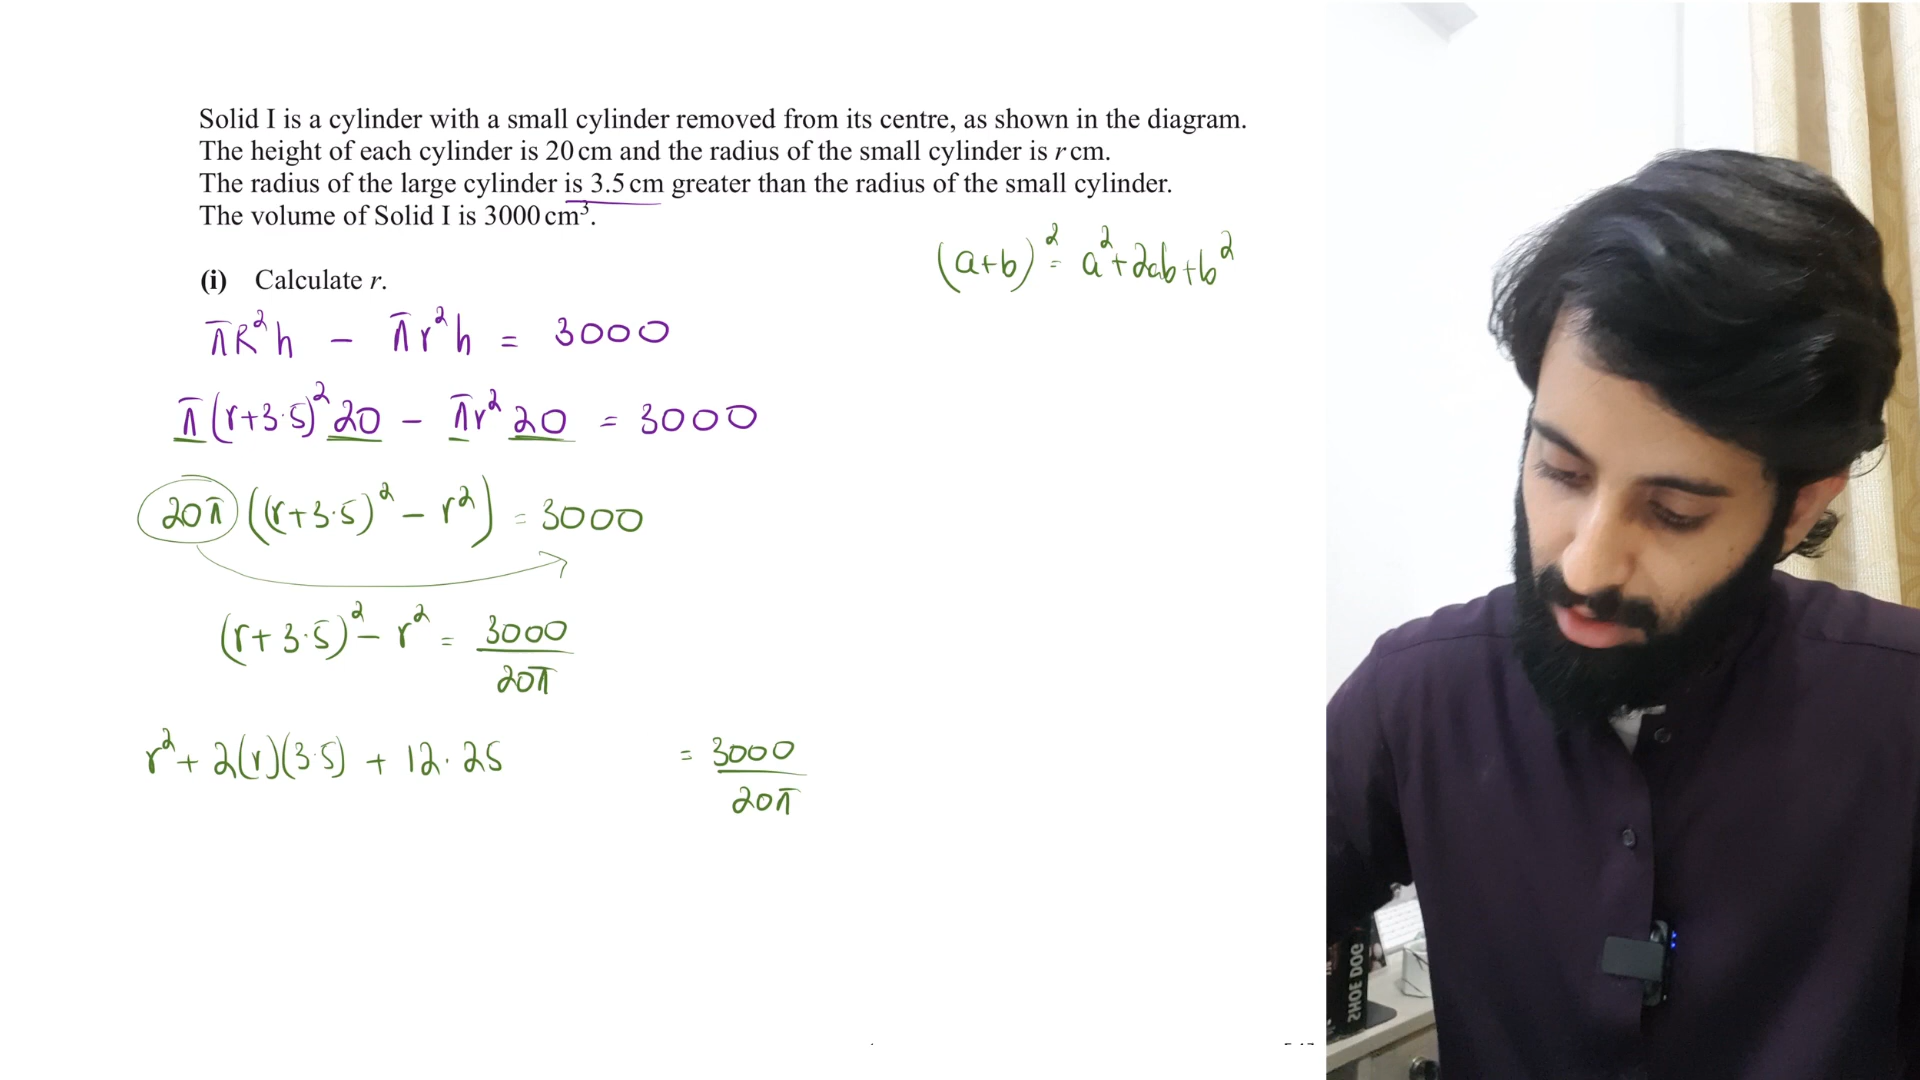 Solid I is a cylinder with a small cylinder removed from its centre, as shown in the diagram.
The height of each cylinder is 20 cm and the radius of the small cylinder is r cm.
The radius of the large cylinder is 3.5 cm greater than the radius of the small cylinder.
The volume of Solid I is 3000 cm³.
(a+b)² = a²+2ab+b²
(i) Calculate r.
πR²h - πr²h = 3000
π(r+3.5)²20 - πr²20 = 3000
20π((r+3.5)² - r²) = 3000
(r+3.5)² - r² = 3000/20π
r² + 2(r)(3.5) + 12.25 = 3000/20π
SHOE DOG